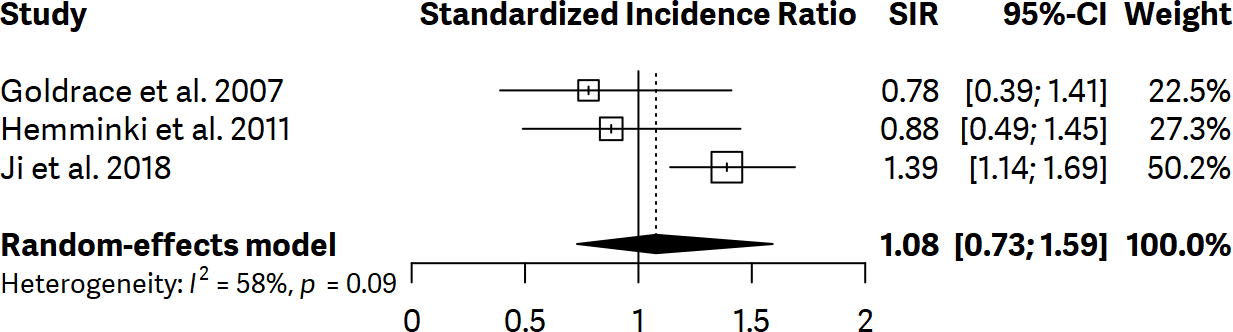 Study Standardized Incidence Ratio SIR 95%-CI Weight
Goldrace et al. 2007 0.78 [0.39; 1.41] 22.5%
Hemminki et al. 2011 0.88 [0.49; 1.45] 27.3%
Ji et al. 2018 1.39 [1.14; 1.69] 50.2%
Random-effects model 1.08 [0.73; 1.59] 100.0%
Heterogeneity: I² = 58%, p = 0.09
0 0.5 1 1.5 2